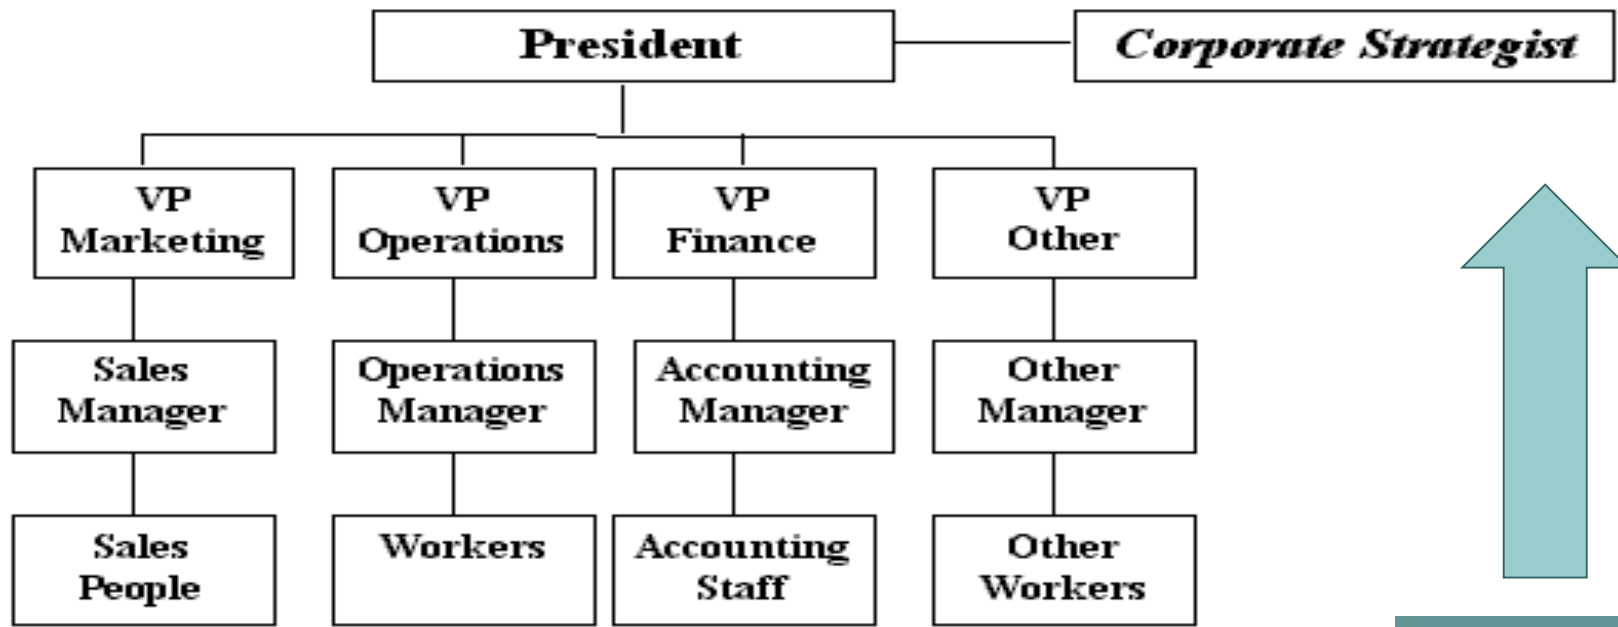 President
Corporate Strategist
VP
Marketing
VP
Operations
VP
Finance
VP
Other
Sales
Manager
Operations
Manager
Accounting
Manager
Other
Manager
Sales
People
Workers
Accounting
Staff
Other
Workers